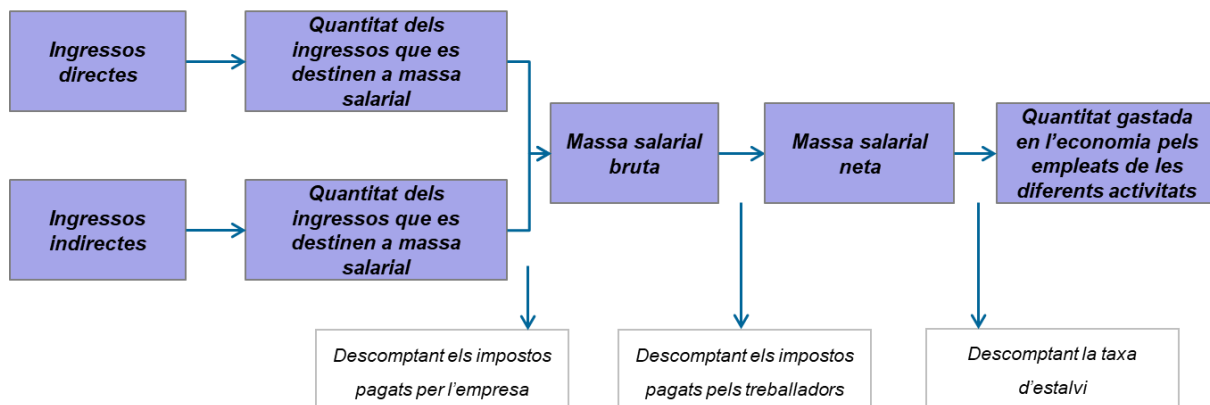 Ingressos
directes
Quantitat dels
ingressos que es
destinen a massa
salarial
Ingressos
indirectes
Quantitat dels
ingressos que es
destinen a massa
salarial
Massa salarial
bruta
Massa salarial
neta
Quantitat gastada
en l’economia pels
empleats de les
diferents activitats
Descomptant els impostos
pagats per l’empresa
Descomptant els impostos
pagats pels treballadors
Descomptant la taxa
d’estalvi